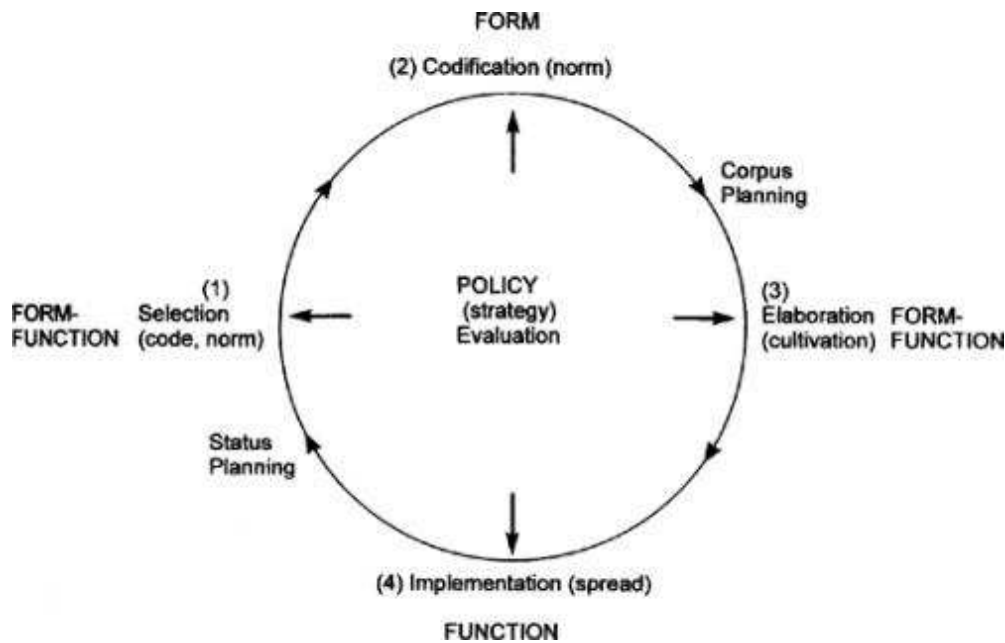 FORM
(2) Codification (norm)
Corpus
Planning
(1)
FORM- Selection
FUNCTION (code, norm)
POLICY
(strategy)
Evaluation
(3)
Elaboration FORM-
(cultivation) FUNCTION
Status
Planning
(4) Implementation (spread)
FUNCTION